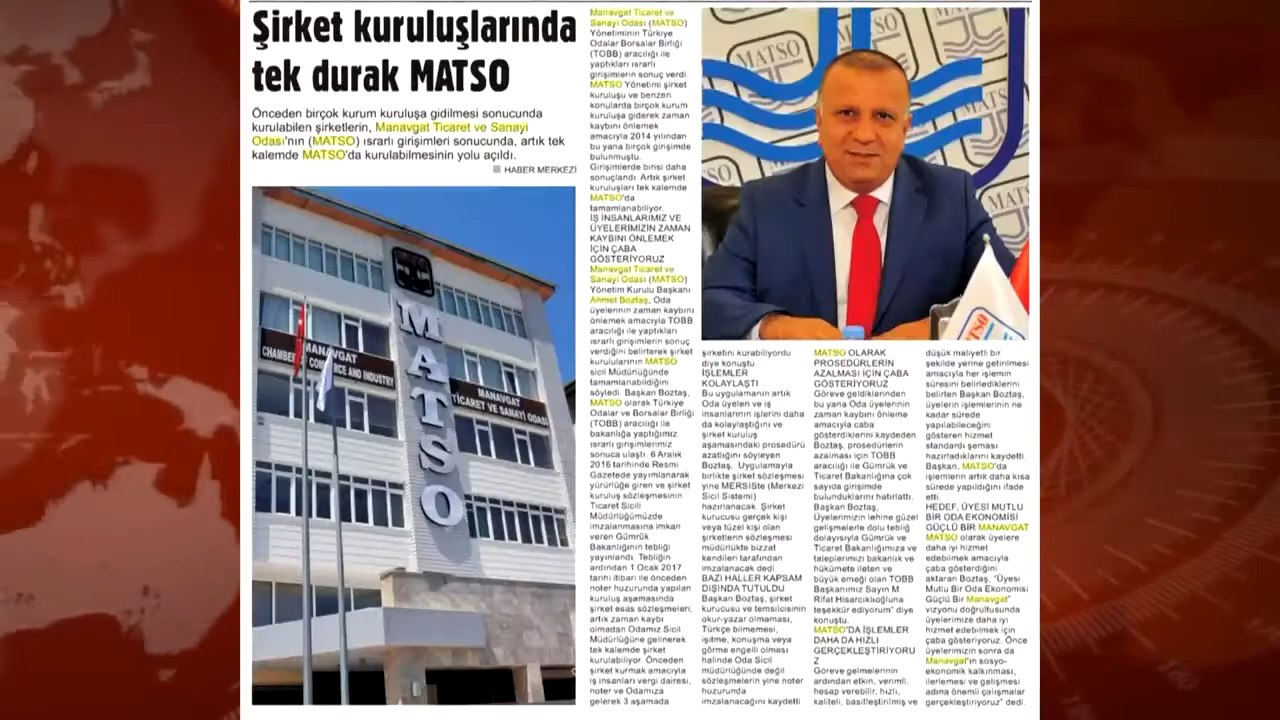 Şirket kuruluşlarında
tek durak MATSO
Önceden birçok kurum kuruluşa gidilmesi sonucunda
kurulabilen şirketlerin, Manavgat Ticaret ve Sanayi
Odası'nın (MATSO) ısrarlı girişimleri sonucunda, artık tek
kalemde MATSO'da kurulabilmesinin yolu açıldı.
HABER MERKEZİ
MANAVGAT
CHAMBER OF COMMERCE AND INDUSTRY
MATSO
MANAVGAT
TİCARET VE SANAYİ ODASI
Manavgat Ticaret ve
Sanayi Odası (MATSO)
Yönetiminin Türkiye
Odalar Borsalar Birliği
(TOBB) aracılığı ile
yaptıkları ısrarlı
girişimlerin sonuç verdi.
MATSO Yönetimi şirket
kuruluşu ve benzeri
konularda birçok kurum
kuruluşa giderek zaman
kaybını önlemek
amacıyla 2014 yılından
bu yana birçok girişimde
bulunmuştu.
Girişimlerde birisi daha
sonuçlandı. Artık şirket
kuruluşları tek kalemde
MATSO'da
tamamlanabiliyor.
İŞ İNSANLARIMIZ VE
ÜYELERİMİZİN ZAMAN
KAYBINI ÖNLEMEK
İÇİN ÇABA
GÖSTERİYORUZ
Manavgat Ticaret ve
Sanayi Odası (MATSO)
Yönetim Kurulu Başkanı
Ahmet Boztaş, Oda
üyelerinin zaman kaybını
önlemek amacıyla TOBB
aracılığı ile yaptıkları
ısrarlı girişimlerin sonuç
verdiğini belirterek şirket
kurulularının MATSO
sicil Müdürlüğünde
tamamlanabildiğini
söyledi. Başkan Boztaş,
MATSO olarak Türkiye
Odalar ve Borsalar Birliği
(TOBB) aracılığı ile
bakanlığa yaptığımız
ısrarlı girişimlerimiz
sonuca ulaştı. 6 Aralık
2016 tarihinde Resmi
Gazetede yayımlanarak
yürürlüğe giren ve şirket
kuruluş sözleşmesinin
Ticaret Sicili
Müdürlüğümüzde
imzalanmasına imkan
veren Gümrük
Bakanlığının tebliği
yayınlandı. Tebliğin
ardından 1 Ocak 2017
tarihi itibari ile önceden
noter huzurunda yapılan
kuruluş aşamasında
şirket esas sözleşmeleri,
artık zaman kaybı
olmadan Odamız Sicil
Müdürlüğüne gelinerek
tek kalemde şirket
kurulabiliyor. Önceden
şirket kurmak amacıyla
iş insanları vergi dairesi,
noter ve Odamıza
gelerek 3 aşamada
MATSO
MATSO
MATSO
şirketini kurabiliyordu
diye konuştu
İŞLEMLER
KOLAYLAŞTI
Bu uygulamanın artık
Oda üyeleri ve iş
insanlarının işlerini daha
da kolaylaştığını ve
şirket kuruluş
aşamasındaki prosedürü
azaltığını söyleyen
Boztaş, Uygulamayla
birlikte şirket sözleşmesi
yine MERSİSte (Merkezi
Sicil Sistemi)
hazırlanacak. Şirket
kurucusu gerçek kişi
veya tüzel kişi olan
şirketlerin sözleşmesi
müdürlükte bizzat
kendileri tarafından
imzalanacak dedi.
BAZI HALLER KAPSAM
DIŞINDA TUTULDU
Başkan Boztaş, şirket
kurucusu ve temsilcisinin
okur-yazar olmaması,
Türkçe bilmemesi,
işitme, konuşma veya
görme engelli olması
halinde Oda Sicil
müdürlüğünde değil
sözleşmelerin yine noter
huzurunda
imzalanacağını kaydetti
MATSO OLARAK
PROSEDÜRLERİN
AZALMASI İÇİN ÇABA
GÖSTERİYORUZ
Göreve geldiklerinden
bu yana Oda üyelerinin
zaman kaybını önleme
amacıyla caba
gösterdiklerini kaydeden
Boztaş, prosedürlerin
azalması için TOBB
aracılığı ile Gümrük ve
Ticaret Bakanlığına çok
sayıda girişimde
bulunduklarını hatırlattı.
Başkan Boztaş,
Üyelerimizin lehine güzel
gelişmelerle dolu tebliğ
dolayısıyla Gümrük ve
Ticaret Bakanlığımıza ve
taleplerimizi bakanlık ve
hükümete ileten ve
büyük emeği olan TOBB
Başkanımız Sayın M
Rifat Hisarcıklıoğluna
teşekkür ediyorum" diye
konuştu.
MATSO'DA İŞLEMLER
DAHA DA HIZLI
GERÇEKLEŞTİRİYORU
Z
Göreve gelmelerinin
ardından etkin, verimli,
hesap verebilir, hızlı,
kaliteli, basitleştirilmiş ve
düşük maliyetli bir
şekilde yerine getirilmesi
amacıyla her işlemin
süresini belirlediklerini
belirten Başkan Boztaş,
üyelerin işlemlerinin ne
kadar sürede
yapılabileceğini
gösteren hizmet
standardı şeması
hazırladıklarını kaydetti.
Başkan, MATSO'da
işlemlerin artık daha kısa
sürede yapıldığını ifade
etti.
HEDEF, ÜYESİ MUTLU
BİR ODA EKONOMİSİ
GÜÇLÜ BİR MANAVGAT
MATSO olarak üyelere
daha iyi hizmet
edebilmek amacıyla
çaba gösterdiğini
aktaran Boztaş, "Üyesi
Mutlu Bir Oda Ekonomisi
Güçlü Bir Manavgat"
vizyonu doğrultusunda
üyelerimize daha iyi
hizmet edebilmek için
çaba gösteriyoruz. Önce
üyelerimizin sonra da
Manavgat'ın sosyo-
ekonomik kalkınması,
ilerlemesi ve gelişmesi
adına önemli çalışmalar
gerçekleştiriyoruz" dedi.